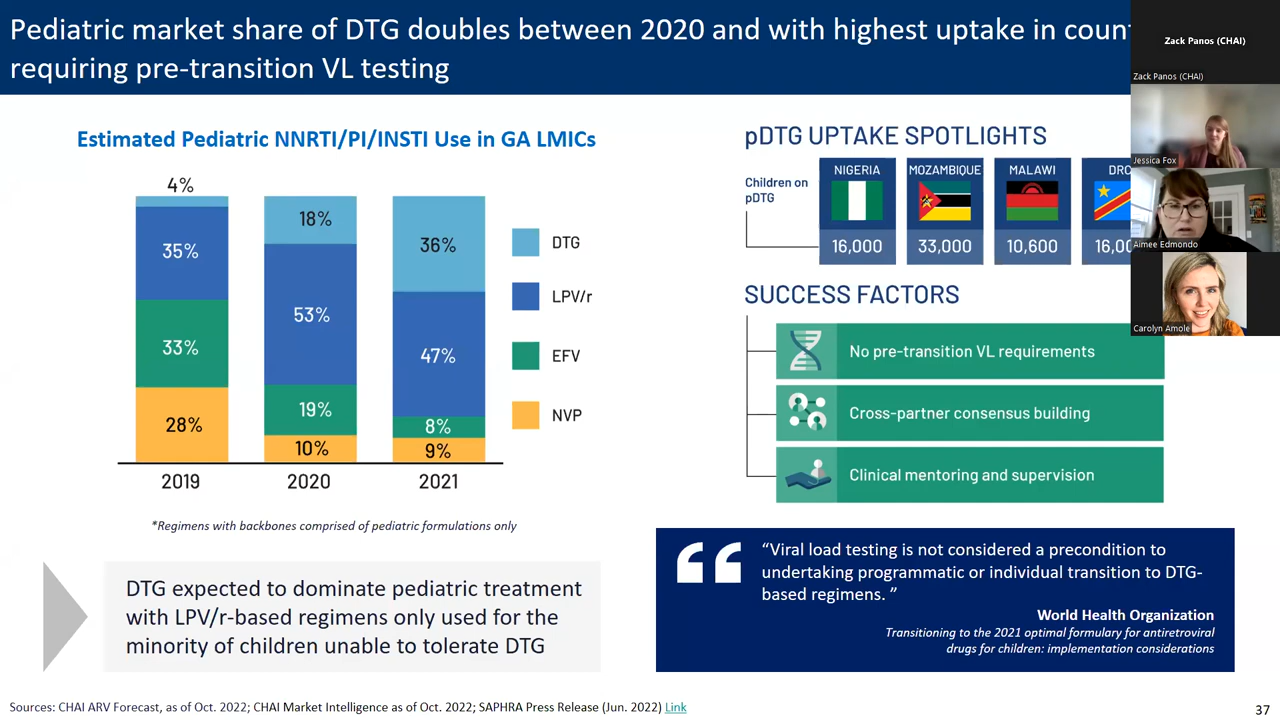 Pediatric market share of DTG doubles between 2020 and with highest uptake in
requiring pre-transition VL testing
Zack Panos (CHAI)
Zack Panos (CHAI)
Jessica Fox
Aimee Edmondo
Carolyn Amole
Estimated Pediatric NNRTI/PI/INSTI Use in GA LMICs
4%
35%
33%
28%
2019
18%
53%
19%
10%
2020
36%
47%
8%
9%
2021
DTG
LPV/r
EFV
NVP
*Regimens with backbones comprised of pediatric formulations only
DTG expected to dominate pediatric treatment
with LPV/r-based regimens only used for the
minority of children unable to tolerate DTG
pDTG UPTAKE SPOTLIGHTS
Children on
pDTG
NIGERIA
16,000
MOZAMBIQUE
33,000
MALAWI
10,600
DRC
SUCCESS FACTORS
No pre-transition VL requirements
Cross-partner consensus building
Clinical mentoring and supervision
“Viral load testing is not considered a precondition to
undertaking programmatic or individual transition to DTG-
based regimens. ”
World Health Organization
Transitioning to the 2021 optimal formulary for antiretroviral
drugs for children: implementation considerations
Sources: CHAI ARV Forecast, as of Oct. 2022; CHAI Market Intelligence as of Oct. 2022; SAPHRA Press Release (Jun. 2022) Link
37